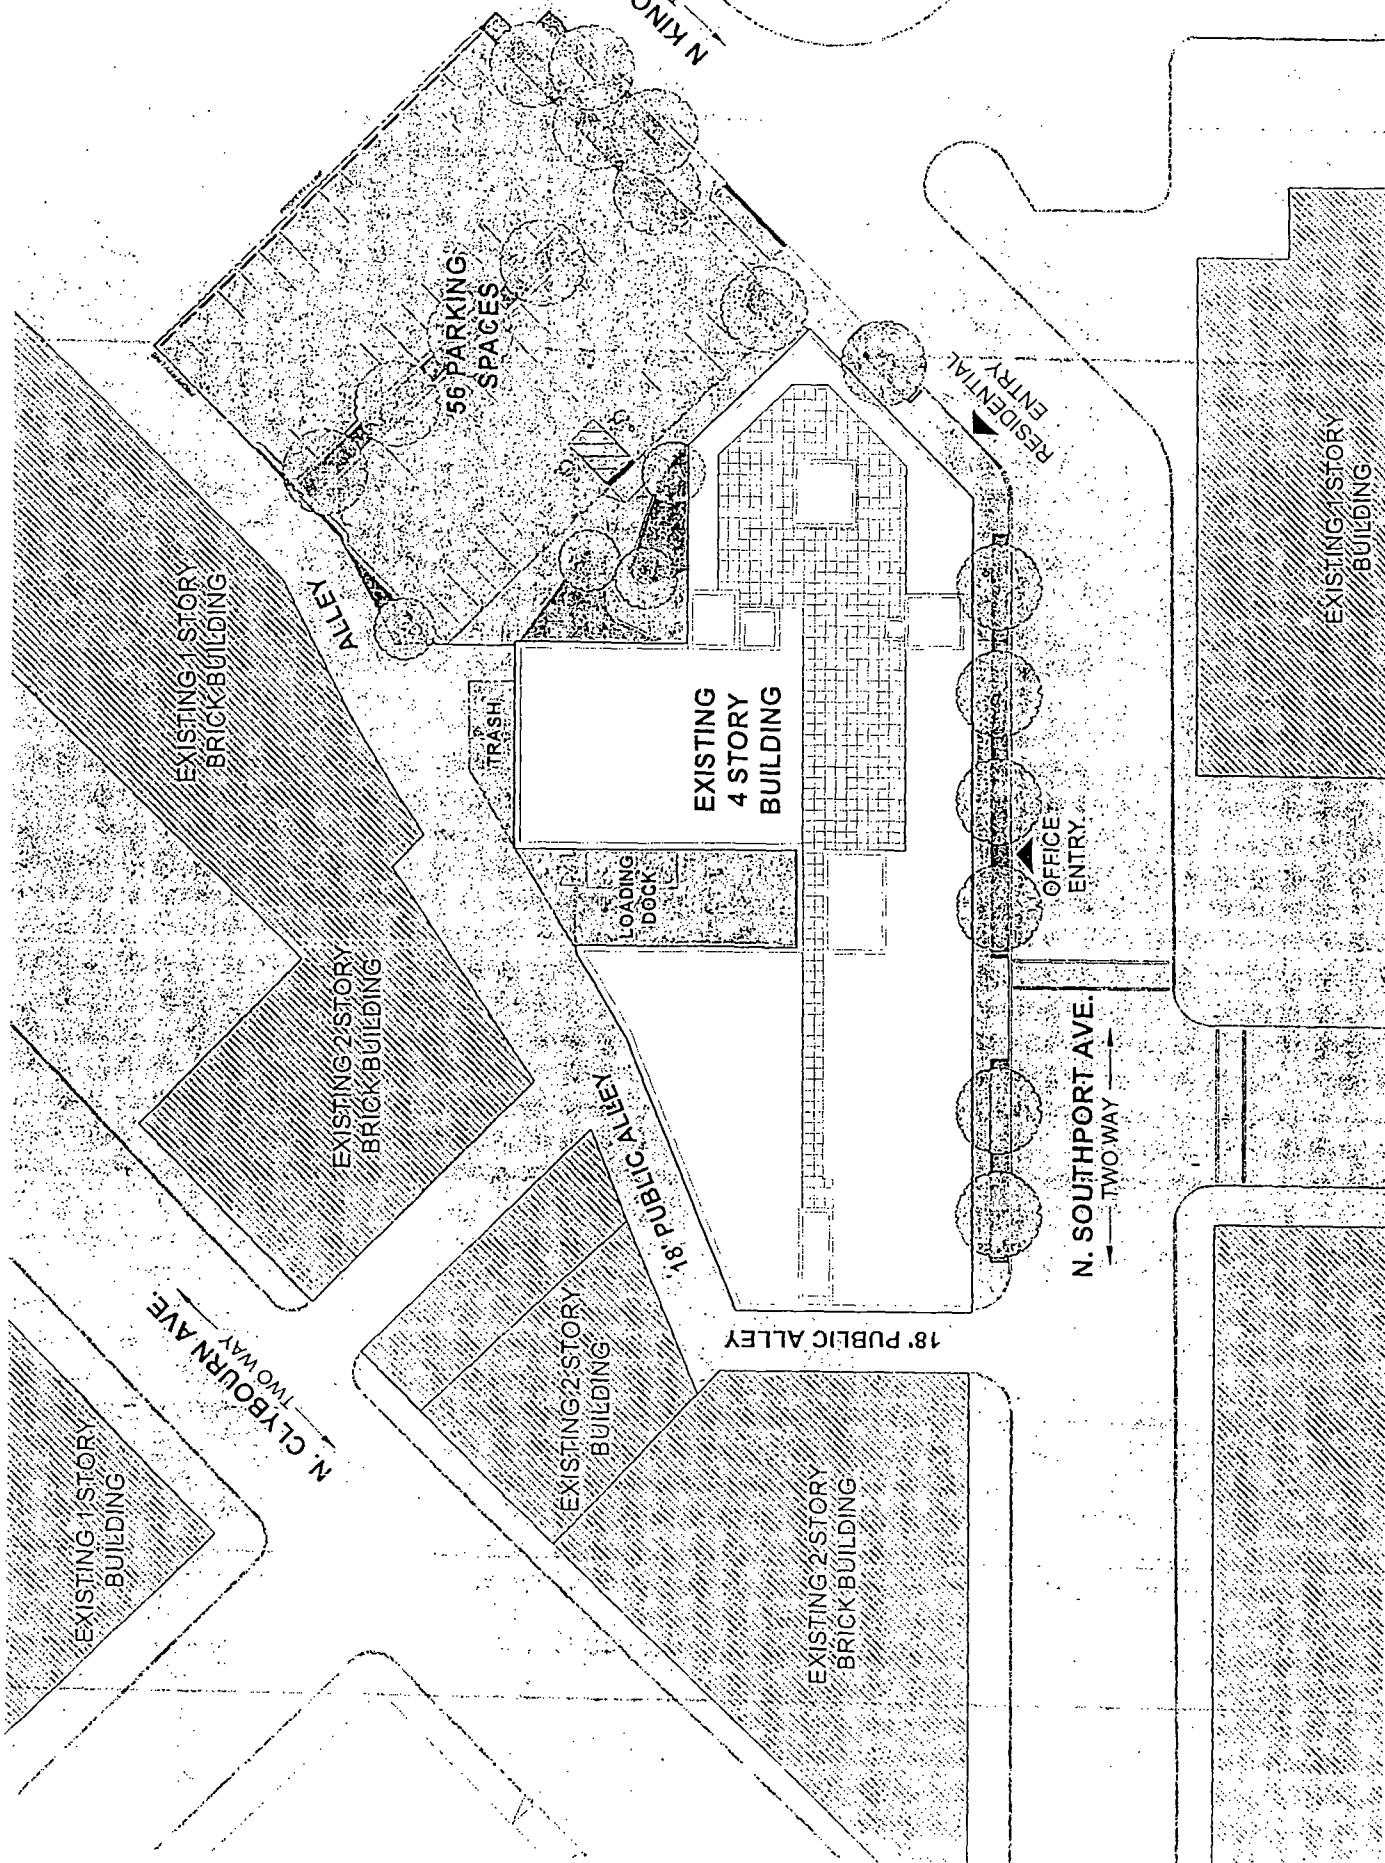 N KING
56 PARKING
SPACES
RESIDENTIAL
ENTRY
EXISTING 1 STORY
BUILDING
EXISTING 1 STORY
BRICK BUILDING
ALLEY
TRASH
EXISTING
4 STORY
BUILDING
LOADING
DOCK
OFFICE
ENTRY
EXISTING 2 STORY
BRICK BUILDING
18' PUBLIC ALLEY
N. SOUTHPORT AVE.
TWO WAY
N. CLYBOURN AVE.
TWO WAY
EXISTING 2 STORY
BUILDING
18' PUBLIC ALLEY
EXISTING 1 STORY
BUILDING
EXISTING 2 STORY
BRICK BUILDING